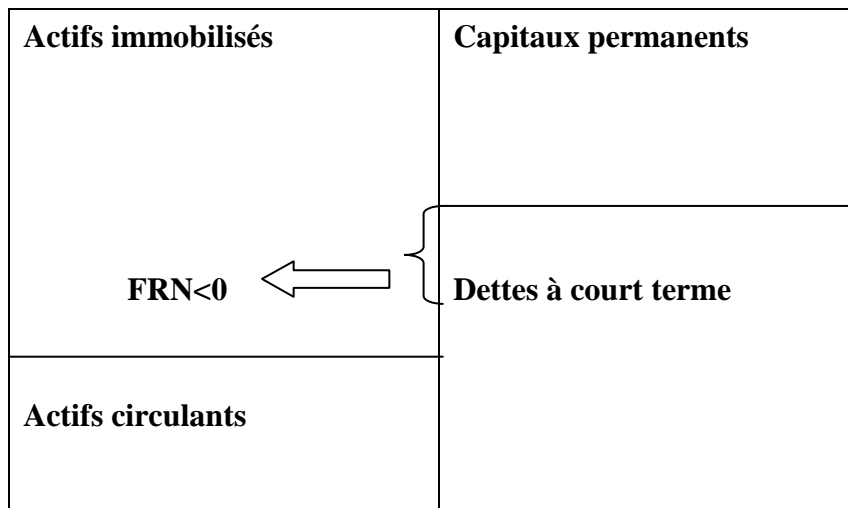 Actifs immobilisés
Capitaux permanents
FRN<0
Dettes à court terme
Actifs circulants